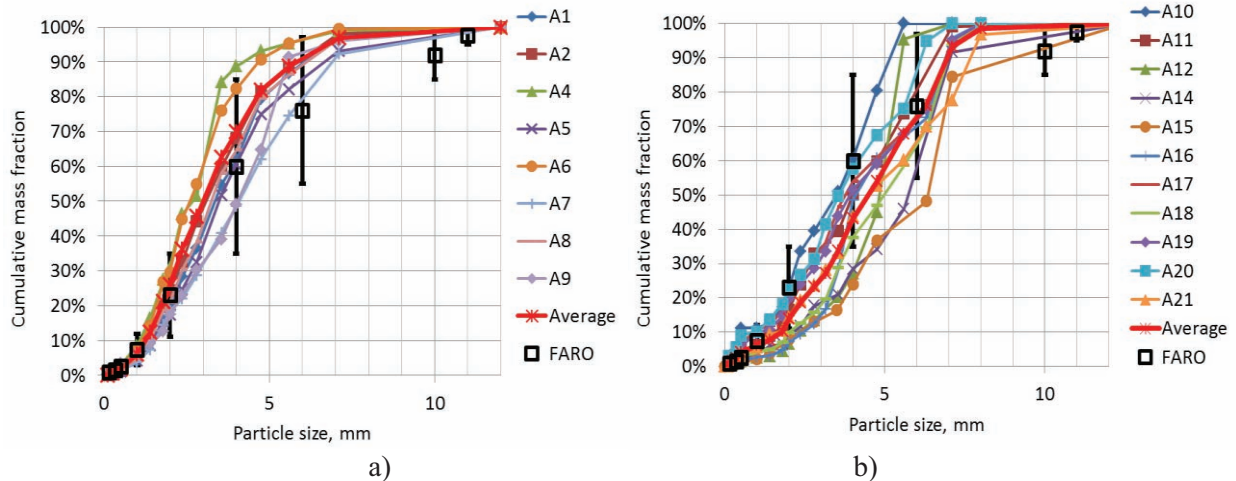 100%
90%
80%
70%
60%
50%
40%
30%
20%
10%
0%
Cumulative mass fraction
0 5 10
Particle size, mm
A1
A2
A4
A5
A6
A7
A8
A9
Average
FARO
a)
100%
90%
80%
70%
60%
50%
40%
30%
20%
10%
0%
Cumulative mass fraction
0 5 10
Particle size, mm
A10
A11
A12
A14
A15
A16
A17
A18
A19
A20
A21
Average
FARO
b)